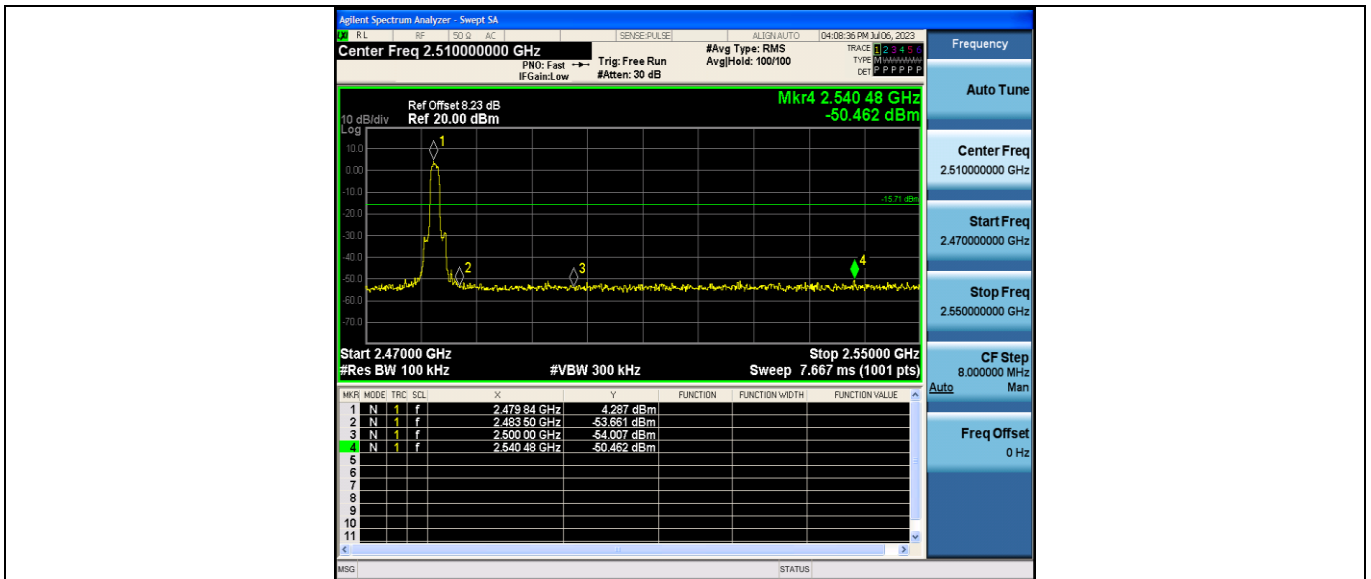 Agilent Spectrum Analyzer - Swept SA
RL RF 50 Ω AC SENSE:PULSE ALIGN AUTO 04:08:36 PM Jul 06, 2023
Center Freq 2.510000000 GHz
PNO: Fast
IFGain:Low
Trig: Free Run
#Atten: 30 dB
#Avg Type: RMS
Avg|Hold: 100/100
TRACE 1 2 3 4 5 6
TYPE M
DET P P P P P P
Mkr4 2.540 48 GHz
-50.462 dBm
Ref Offset 8.23 dB
10 dB/div Ref 20.00 dBm
Log
10.0
0.00
-10.0
-20.0
-30.0
-40.0
-50.0
-60.0
-70.0
-15.71 dBm
1
2
3
4
Start 2.47000 GHz Stop 2.55000 GHz
#Res BW 100 kHz #VBW 300 kHz Sweep 7.667 ms (1001 pts)
MKR MODE TRC SCL X Y FUNCTION FUNCTION WIDTH FUNCTION VALUE
1 N 1 f 2.479 84 GHz 4.287 dBm
2 N 1 f 2.483 50 GHz -53.661 dBm
3 N 1 f 2.500 00 GHz -54.007 dBm
4 N 1 f 2.540 48 GHz -50.462 dBm
5
6
7
8
9
10
11
MSG STATUS
Frequency
Auto Tune
Center Freq
2.510000000 GHz
Start Freq
2.470000000 GHz
Stop Freq
2.550000000 GHz
CF Step
8.000000 MHz
Auto Man
Freq Offset
0 Hz